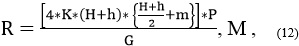 R = [4*K*(H+h)*{H+h/2+m}]*P/G, M , (12)